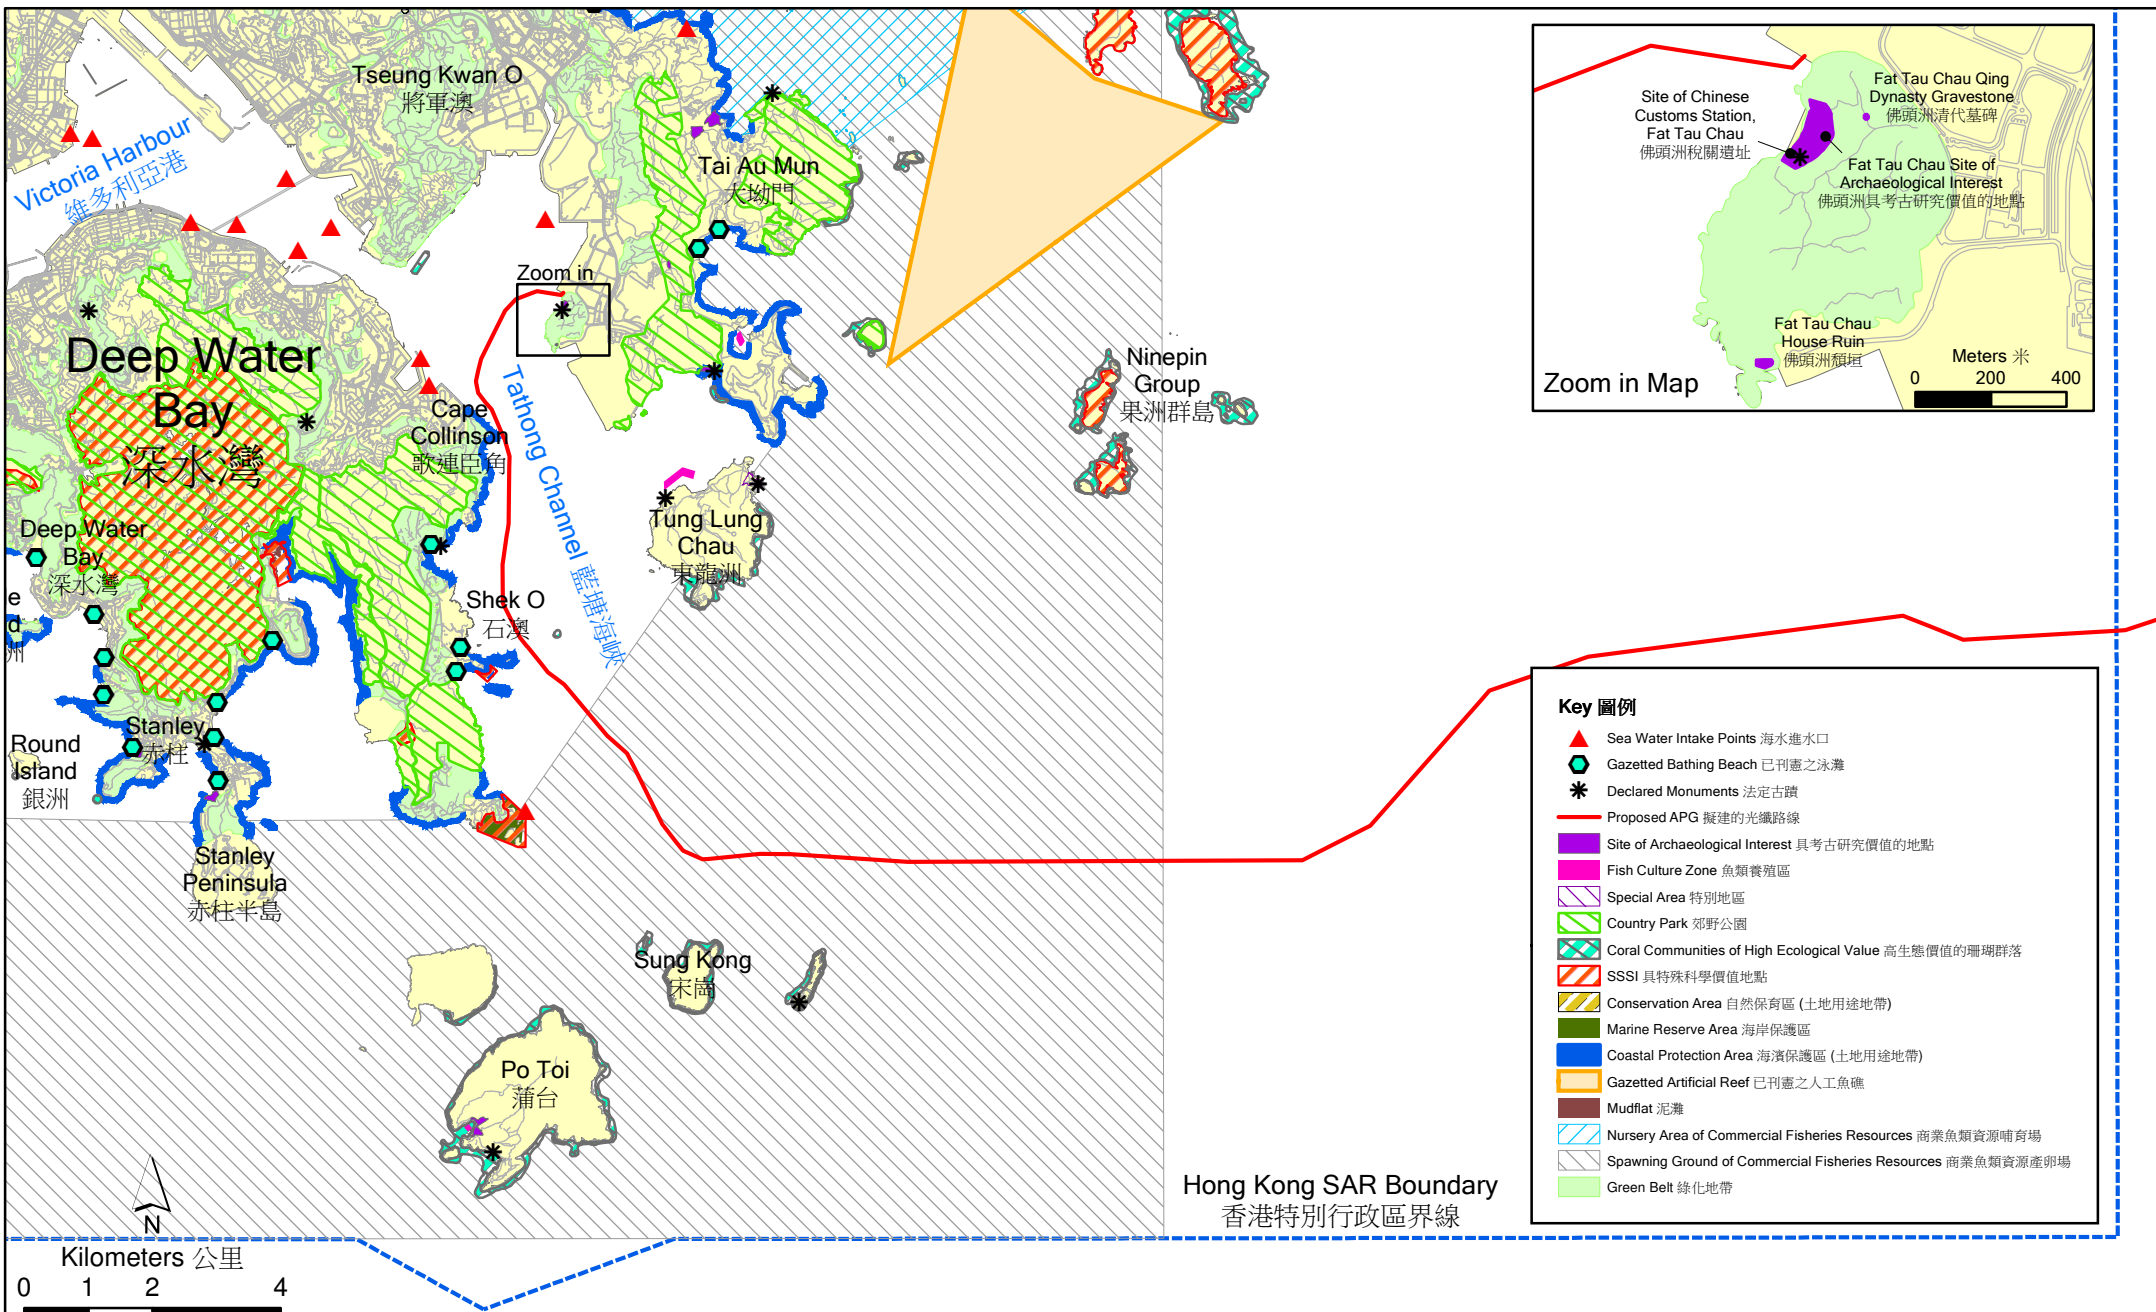 Tseung Kwan O
將軍澳
Victoria Harbour
維多利亞港
Tai Au Mun
大坳門
Zoom in
Deep Water
Bay
深水灣
Cape
Collinson
歌連臣角
Tathong Channel 藍塘海峽
Ninepin
Group
果洲群島
Deep Water
Bay
深水灣
e
d
洲
Tung Lung
Chau
東龍洲
Shek O
石澳
Stanley
赤柱
Round
Island
銀洲
Stanley
Peninsula
赤柱半島
Sung Kong
宋崗
Po Toi
蒲台
N
Kilometers 公里
0 1 2 4
Hong Kong SAR Boundary
香港特別行政區界線
Site of Chinese
Customs Station,
Fat Tau Chau
佛頭洲稅關遺址
Fat Tau Chau Qing
Dynasty Gravestone
佛頭洲清代墓碑
Fat Tau Chau Site of
Archaeological Interest
佛頭洲具考古研究價值的地點
Fat Tau Chau
House Ruin
佛頭洲頹垣
Zoom in Map
Meters 米
0 200 400
Key 圖例
Sea Water Intake Points 海水進水口
Gazetted Bathing Beach 已刊憲之泳灘
Declared Monuments 法定古蹟
Proposed APG 擬建的光纖路線
Site of Archaeological Interest 具考古研究價值的地點
Fish Culture Zone 魚類養殖區
Special Area 特別地區
Country Park 郊野公園
Coral Communities of High Ecological Value 高生態價值的珊瑚群落
SSSI 具特殊科學價值地點
Conservation Area 自然保育區 (土地用途地帶)
Marine Reserve Area 海岸保護區
Coastal Protection Area 海濱保護區 (土地用途地帶)
Gazetted Artificial Reef 已刊憲之人工魚礁
Mudflat 泥灘
Nursery Area of Commercial Fisheries Resources 商業魚類資源哺育場
Spawning Ground of Commercial Fisheries Resources 商業魚類資源產卵場
Green Belt 綠化地帶